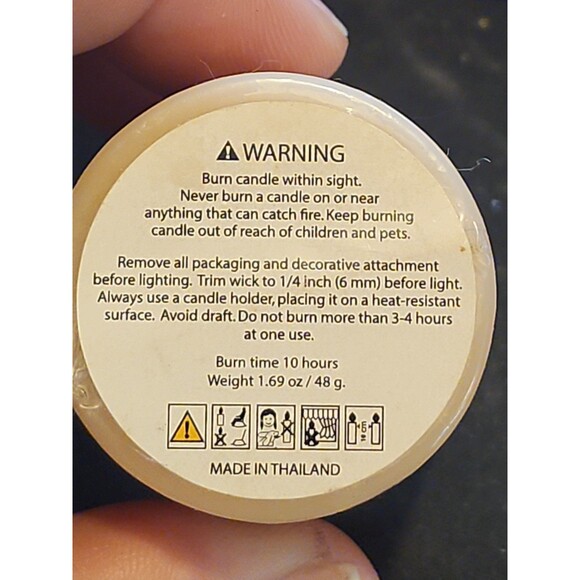 WARNING
Burn candle within sight.
Never burn a candle on or near
anything that can catch fire. Keep burning
candle out of reach of children and pets.
Remove all packaging and decorative attachment
before lighting. Trim wick to 1/4 inch (6 mm) before light.
Always use a candle holder, placing it on a heat-resistant
surface. Avoid draft. Do not burn more than 3-4 hours
at one use.
Burn time 10 hours
Weight 1.69 oz / 48 g.
MADE IN THAILAND